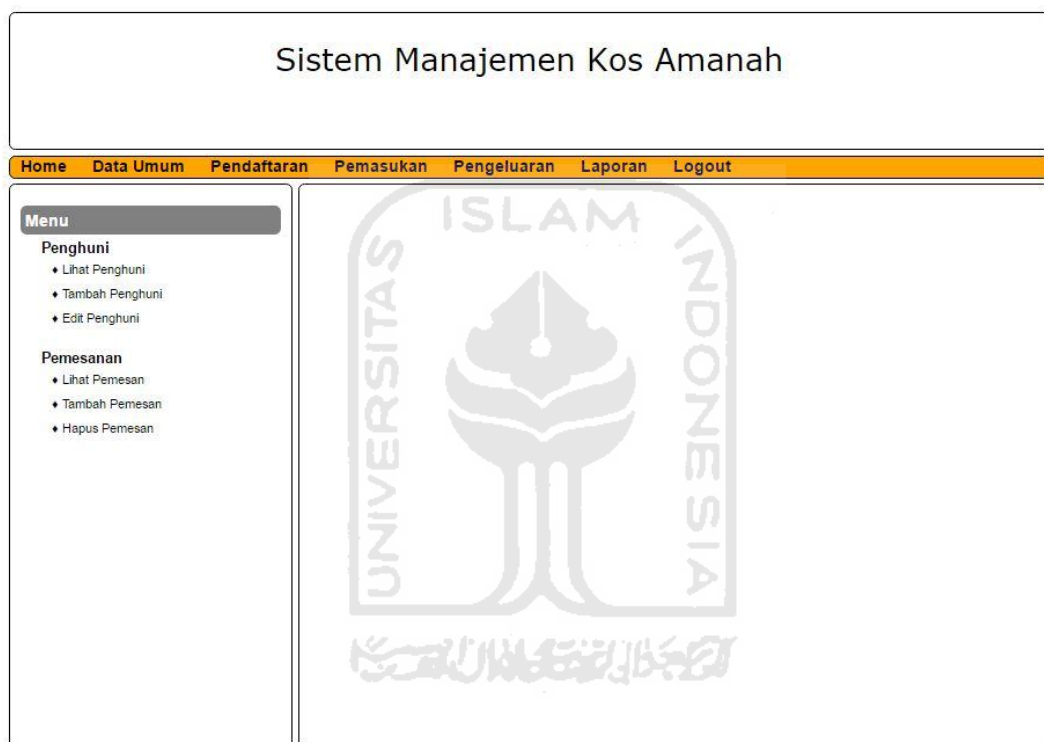 Sistem Manajemen Kos Amanah
Home Data Umum Pendaftaran Pemasukan Pengeluaran Laporan Logout
Menu
Penghuni
♦ Lihat Penghuni
♦ Tambah Penghuni
♦ Edit Penghuni
Pemesanan
♦ Lihat Pemesan
♦ Tambah Pemesan
♦ Hapus Pemesan
UNIVERSITAS ISLAM INDONESIA